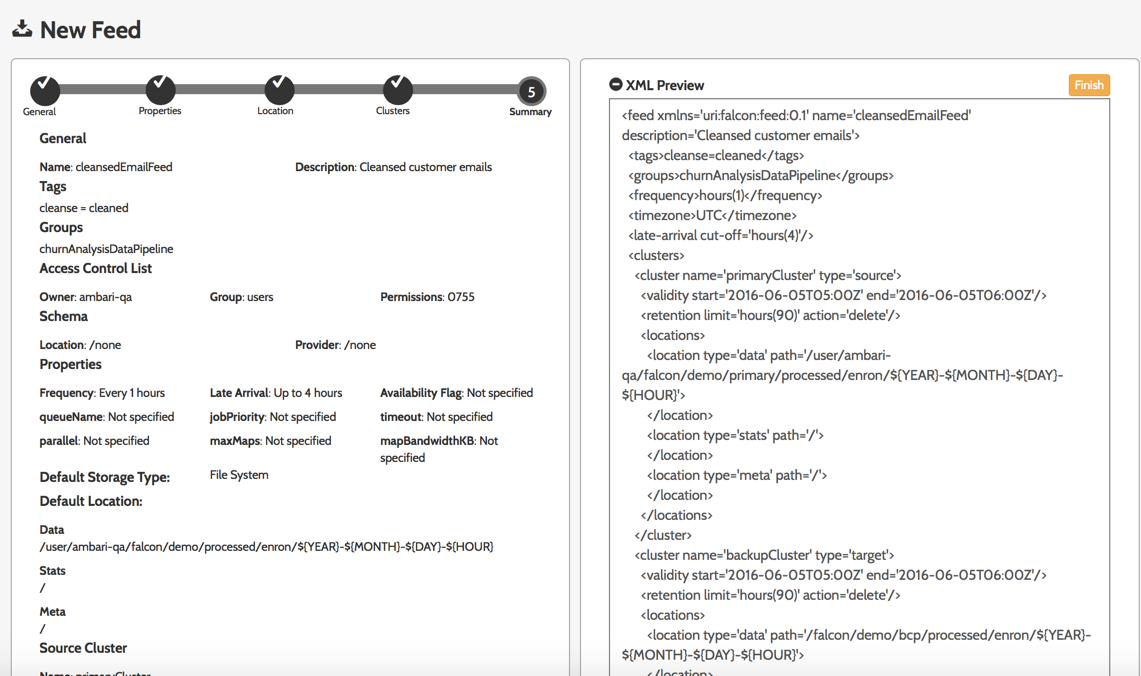 New Feed
5
General Properties Location Clusters Summary
General
Name: cleansedEmailFeed Description: Cleansed customer emails
Tags
cleanse = cleaned
Groups
churnAnalysisDataPipeline
Access Control List
Owner: ambari-qa Group: users Permissions: 0755
Schema
Location: /none Provider: /none
Properties
Frequency: Every 1 hours Late Arrival: Up to 4 hours Availability Flag: Not specified
queueName: Not specified jobPriority: Not specified timeout: Not specified
parallel: Not specified maxMaps: Not specified mapBandwidthKB: Not
specified
Default Storage Type: File System
Default Location:
Data
/user/ambari-qa/falcon/demo/processed/enron/${YEAR}-${MONTH}-${DAY}-${HOUR}
Stats
/
Meta
/
Source Cluster
Name: primaryCluster
XML Preview Finish
<feed xmlns='uri:falcon:feed:0.1' name='cleansedEmailFeed'
description='Cleansed customer emails'>
<tags>cleanse=cleaned</tags>
<groups>churnAnalysisDataPipeline</groups>
<frequency>hours(1)</frequency>
<timezone>UTC</timezone>
<late-arrival cut-off='hours(4)'/>
<clusters>
<cluster name='primaryCluster' type='source'>
<validity start='2016-06-05T05:00Z' end='2016-06-05T06:00Z'/>
<retention limit='hours(90)' action='delete'/>
<locations>
<location type='data' path='/user/ambari-
qa/falcon/demo/primary/processed/enron/${YEAR}-${MONTH}-${DAY}-
${HOUR}'>
</location>
<location type='stats' path='/'>
</location>
<location type='meta' path='/'>
</location>
</locations>
</cluster>
<cluster name='backupCluster' type='target'>
<validity start='2016-06-05T05:00Z' end='2016-06-05T06:00Z'/>
<retention limit='hours(90)' action='delete'/>
<locations>
<location type='data' path='/falcon/demo/bcp/processed/enron/${YEAR}-
${MONTH}-${DAY}-${HOUR}'>
</location>